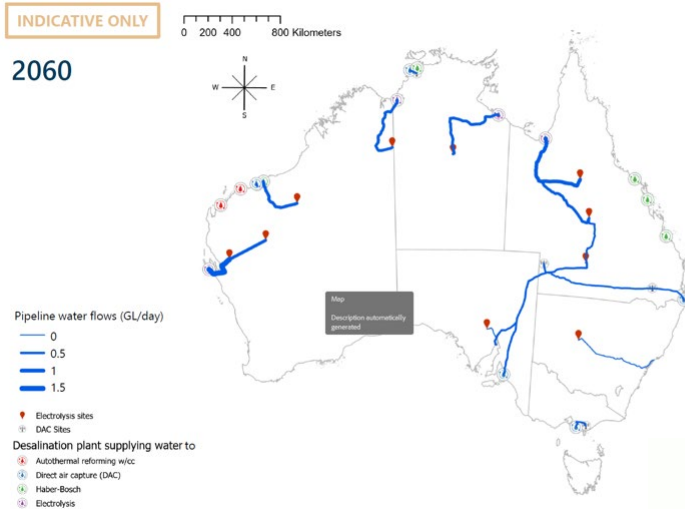 INDICATIVE ONLY
0 200 400 800 Kilometers
2060
N
W E
S
Map
Description automatically
generated
Pipeline water flows (GL/day)
0
0.5
1
1.5
Electrolysis sites
DAC Sites
Desalination plant supplying water to
Autothermal reforming w/cc
Direct air capture (DAC)
Haber-Bosch
Electrolysis